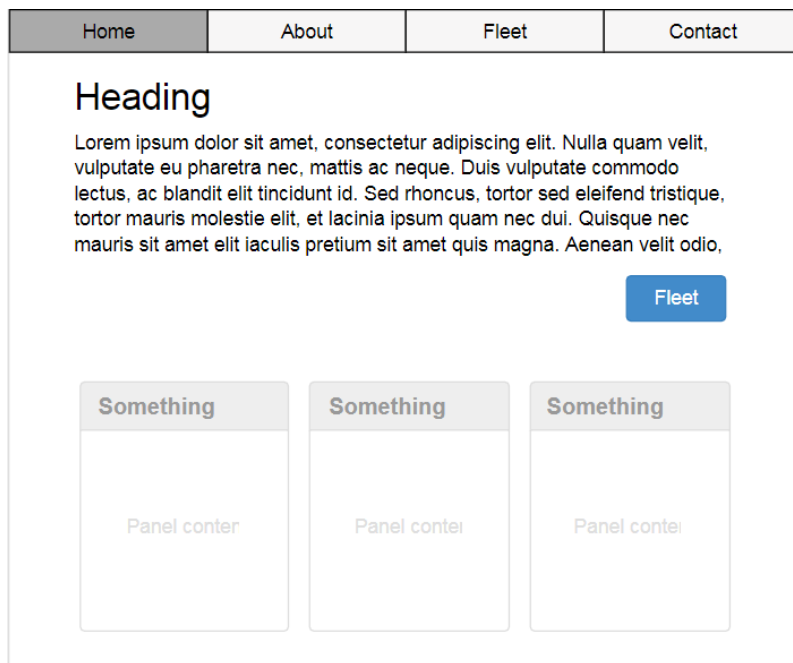 Home About Fleet Contact
Heading
Lorem ipsum dolor sit amet, consectetur adipiscing elit. Nulla quam velit,
vulputate eu pharetra nec, mattis ac neque. Duis vulputate commodo
lectus, ac blandit elit tincidunt id. Sed rhoncus, tortor sed eleifend tristique,
tortor mauris molestie elit, et lacinia ipsum quam nec dui. Quisque nec
mauris sit amet elit iaculis pretium sit amet quis magna. Aenean velit odio,
Fleet
Something Something Something
Panel conter Panel conte Panel conte